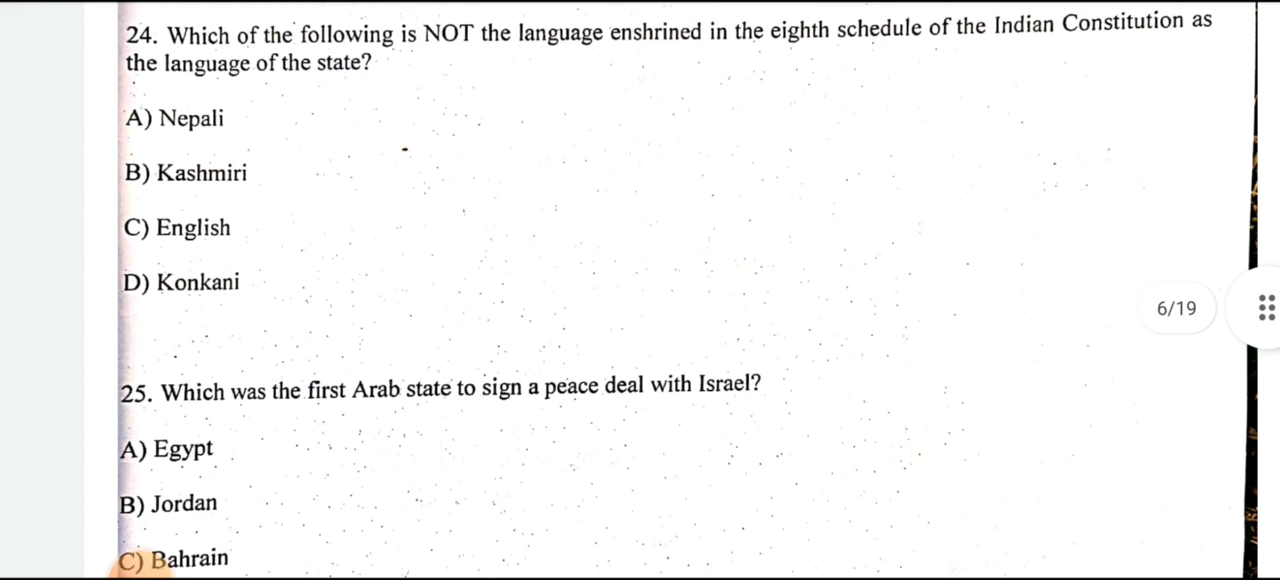 24. Which of the following is NOT the language enshrined in the eighth schedule of the Indian Constitution as
the language of the state?
A) Nepali
B) Kashmiri
C) English
D) Konkani
6/19
25. Which was the first Arab state to sign a peace deal with Israel?
A) Egypt
B) Jordan
C) Bahrain